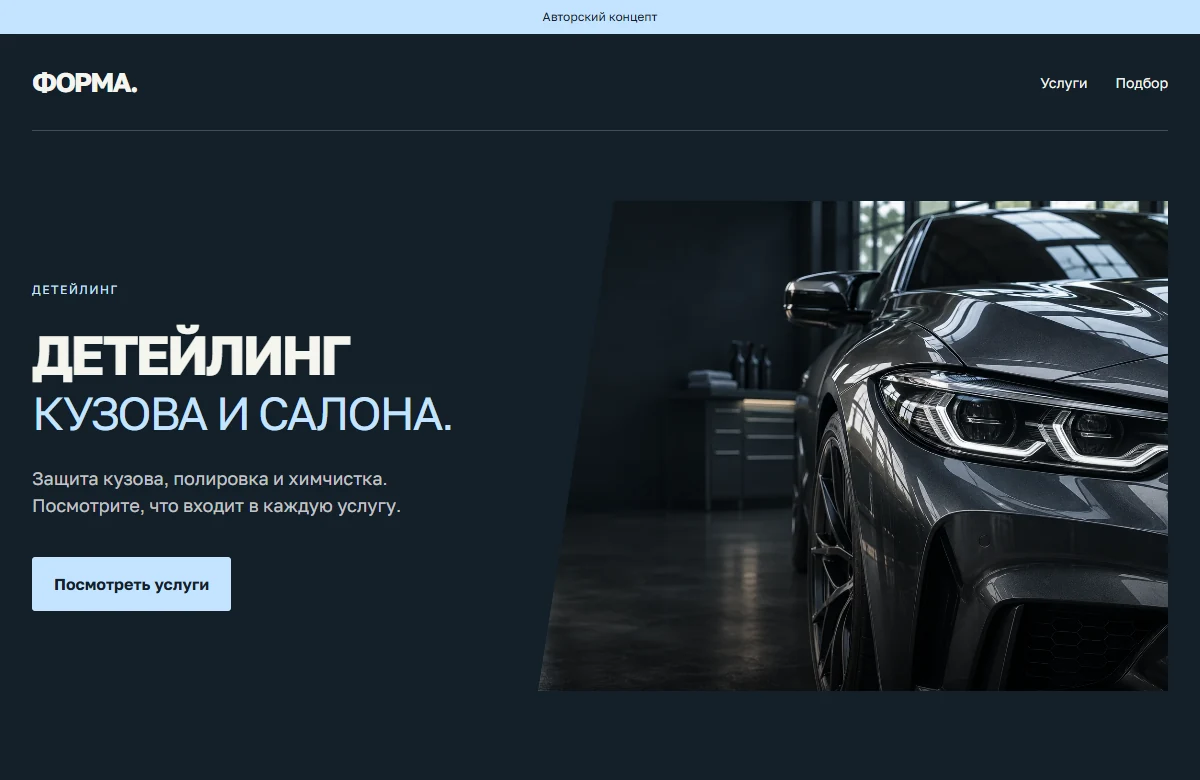 Авторский концепт
ФОРМА.
Услуги
Подбор
ДЕТЕЙЛИНГ
ДЕТЕЙЛИНГ
КУЗОВА И САЛОНА.
Защита кузова, полировка и химчистка.
Посмотрите, что входит в каждую услугу.
Посмотреть услуги